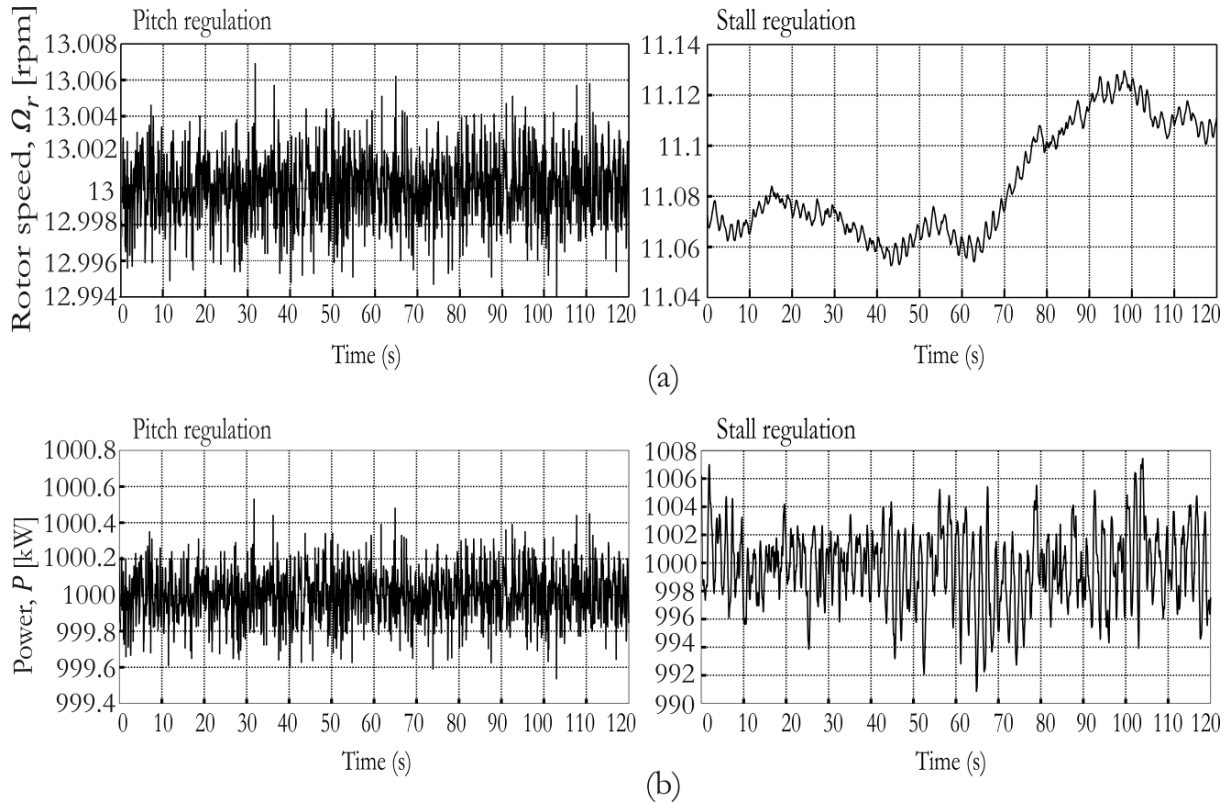 Pitch regulation
Rotor speed, Ωr [rpm]
13.008
13.006
13.004
13.002
13
12.998
12.996
12.994
0 10 20 30 40 50 60 70 80 90 100 110 120
Time (s)
Stall regulation
11.14
11.12
11.1
11.08
11.06
11.04
0 10 20 30 40 50 60 70 80 90 100 110 120
Time (s)
(a)
Pitch regulation
Power, P [kW]
1000.8
1000.6
1000.4
1000.2
1000
999.8
999.6
999.4
0 10 20 30 40 50 60 70 80 90 100 110 120
Time (s)
Stall regulation
1008
1006
1004
1002
1000
998
996
994
992
990
0 10 20 30 40 50 60 70 80 90 100 110 120
Time (s)
(b)